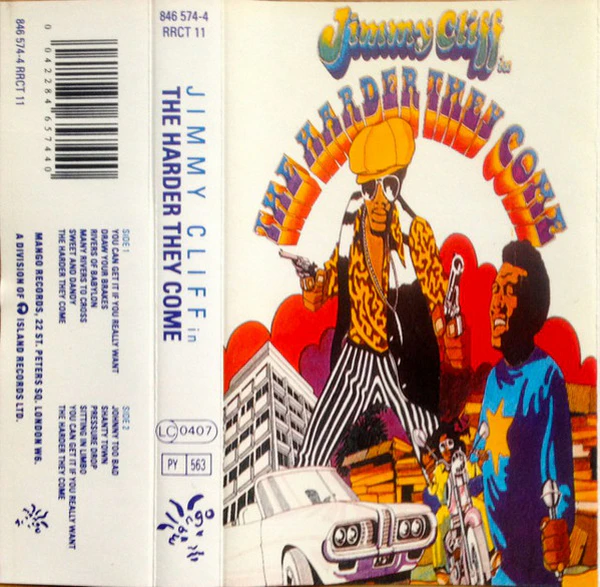 846 574-4 RRCT 11
0 042284 657440
SIDE 1
YOU CAN GET IT IF YOU REALLY WANT
DRAW YOUR BRAKES
RIVERS OF BABYLON
MANY RIVERS TO CROSS
SWEET AND DANDY
THE HARDER THEY COME
SIDE 2
JOHNNY TOO BAD
SHANTY TOWN
PRESSURE DROP
SITTING IN LIMBO
YOU CAN GET IT IF YOU REALLY WANT
THE HARDER THEY COME
MANGO RECORDS, 22 ST. PETERS SQ, LONDON W6.
A DIVISION OF ISLAND RECORDS LTD.
846 574-4
RRCT 11
JIMMY CLIFF in
THE HARDER THEY COME
LC 0407
PY 563
Jimmy Cliff
in
THE HARDER THEY COME